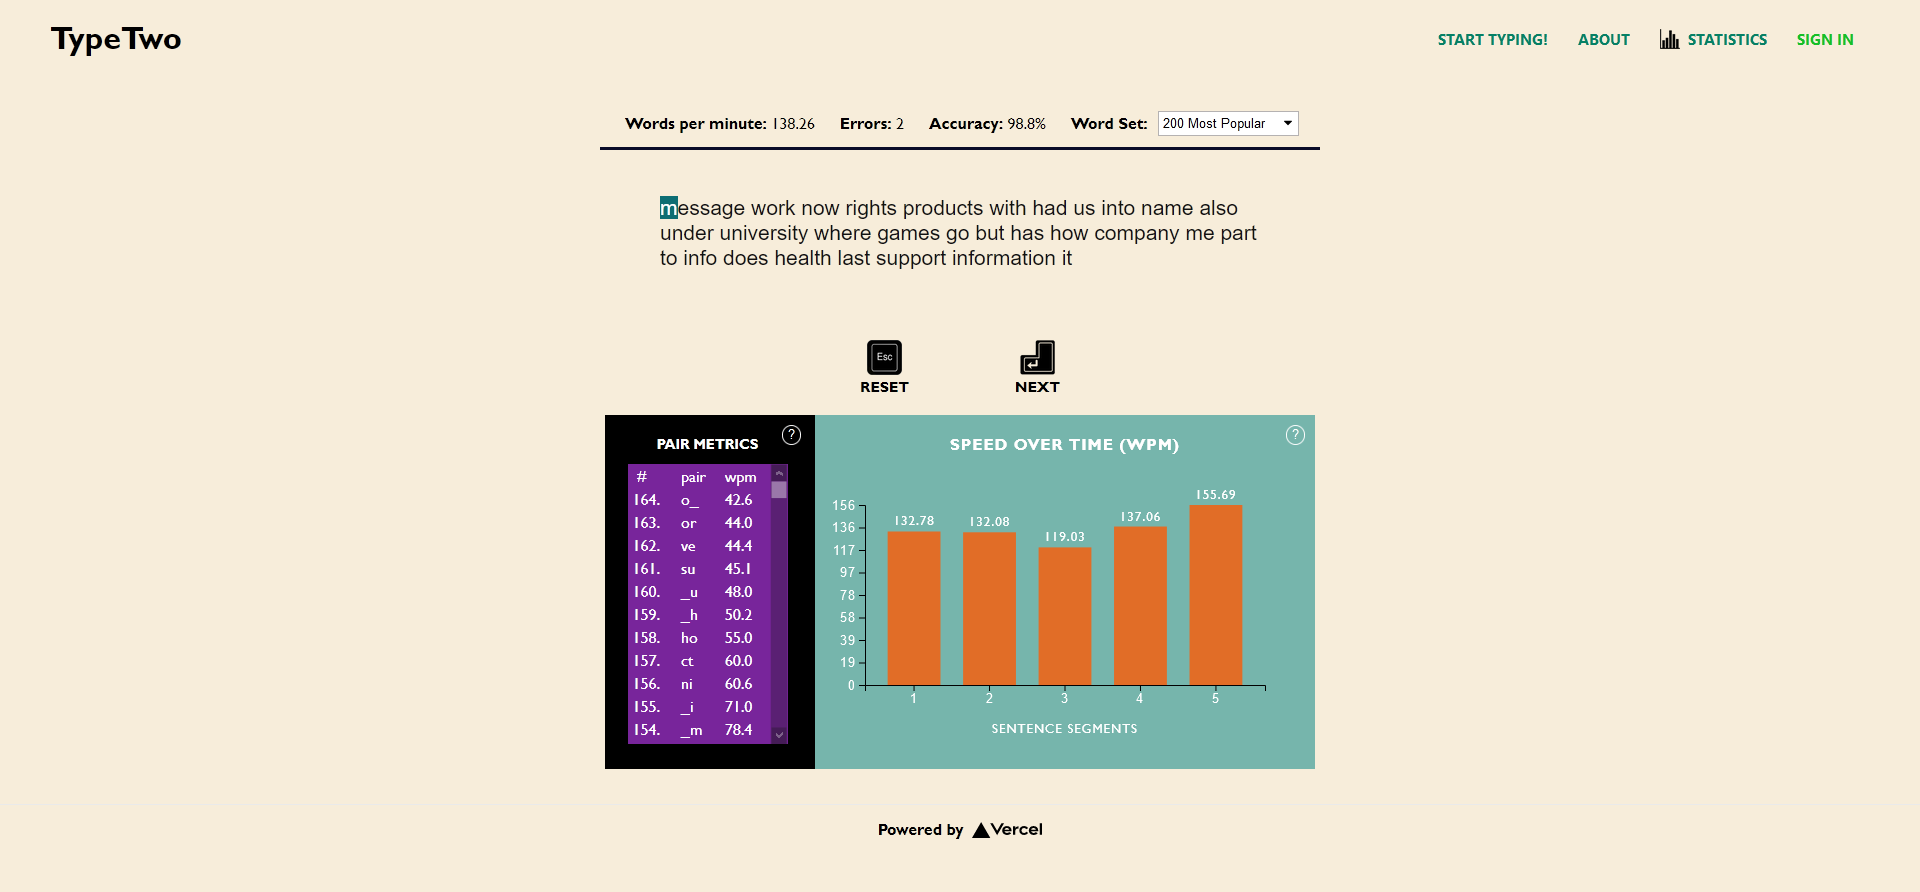 TypeTwo
START TYPING! ABOUT STATISTICS SIGN IN
Words per minute: 138.26 Errors: 2 Accuracy: 98.8% Word Set: 200 Most Popular
message work now rights products with had us into name also
under university where games go but has how company me part
to info does health last support information it
Esc
RESET NEXT
PAIR METRICS ?
# pair wpm
164. o_ 42.6
163. or 44.0
162. ve 44.4
161. su 45.1
160. _u 48.0
159. _h 50.2
158. ho 55.0
157. ct 60.0
156. ni 60.6
155. _i 71.0
154. _m 78.4
SPEED OVER TIME (WPM) ?
156
136
117
97
78
58
39
19
0
132.78 132.08 119.03 137.06 155.69
1 2 3 4 5
SENTENCE SEGMENTS
Powered by Vercel